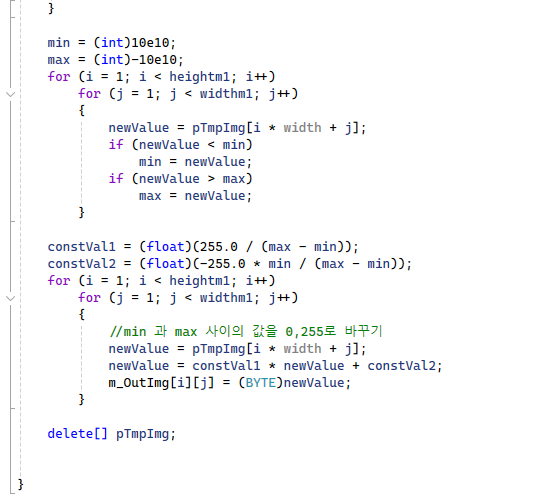 }
min = (int)10e10;
max = (int)-10e10;
for (i = 1; i < heightm1; i++)
for (j = 1; j < widthm1; j++)
{
newValue = pTmpImg[i * width + j];
if (newValue < min)
min = newValue;
if (newValue > max)
max = newValue;
}
constVal1 = (float)(255.0 / (max - min));
constVal2 = (float)(-255.0 * min / (max - min));
for (i = 1; i < heightm1; i++)
for (j = 1; j < widthm1; j++)
{
//min 과 max 사이의 값을 0,255로 바꾸기
newValue = pTmpImg[i * width + j];
newValue = constVal1 * newValue + constVal2;
m_OutImg[i][j] = (BYTE)newValue;
}
delete[] pTmpImg;
}